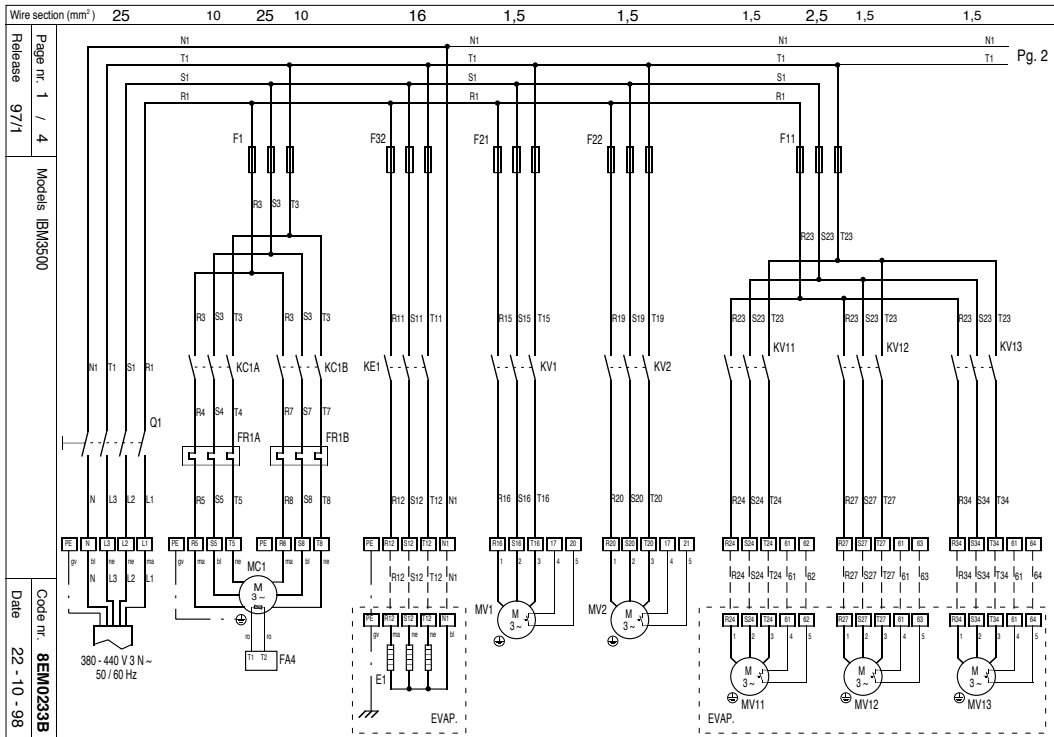 Wire section (mm²) 25 10 25 10 16 1,5 1,5 1,5 2,5 1,5 1,5
Release 97/1
Page nr. 1 / 4
Models IBM3500
Code nr. 8EM0233B
Date 22 - 10 - 98
N1 N1 N1 N1
T1 T1 T1 T1 Pg. 2
S1 S1 S1
R1 R1 R1
F1 F32 F21 F22 F11
R3 S3 T3
R23 S23 T23
R3 S3 T3 R3 S3 T3 R11 S11 T11 R15 S15 T15 R19 S19 T19 R23 S23 T23 R23 S23 T23 R23 S23 T23
N1 T1 S1 R1 KC1A KC1B KE1 KV1 KV2 KV11 KV12 KV13
R4 S4 T4 R7 S7 T7
Q1 FR1A FR1B
N L3 L2 L1 R5 S5 T5 R8 S8 T8 R12 S12 T12 N1 R16 S16 T16 R20 S20 T20 R24 S24 T24 R27 S27 T27 R34 S34 T34
PE N L3 L2 L1 PE R5 S5 T5 PE R8 S8 T8 PE R12 S12 T12 N1 R16 S16 T16 17 20 R20 S20 T20 17 21 R24 S24 T24 61 62 R27 S27 T27 61 63 R34 S34 T34 61 64
gv bl ne ne ma gv ma bl ne ma bl ne 1 2 3 4 5 1 2 3 4 5
N L3 L2 L1 MC1 R12 S12 T12 N1 R24 S24 T24 61 62 R27 S27 T27 61 63 R34 S34 T34 61 64
M
3 ~
MV1 M
3 ~
MV2 M
3 ~
PE R12 S12 T12 N1 R24 S24 T24 61 62 R27 S27 T27 61 63 R34 S34 T34 61 64
gv ma ne ne bl 1 2 3 4 5 1 2 3 4 5 1 2 3 4 5
ro ro
T1 T2 FA4
380 - 440 V 3 N ~
50 / 60 Hz
E1
M
3 ~
M
3 ~
M
3 ~
MV11 MV12 MV13
EVAP. EVAP.